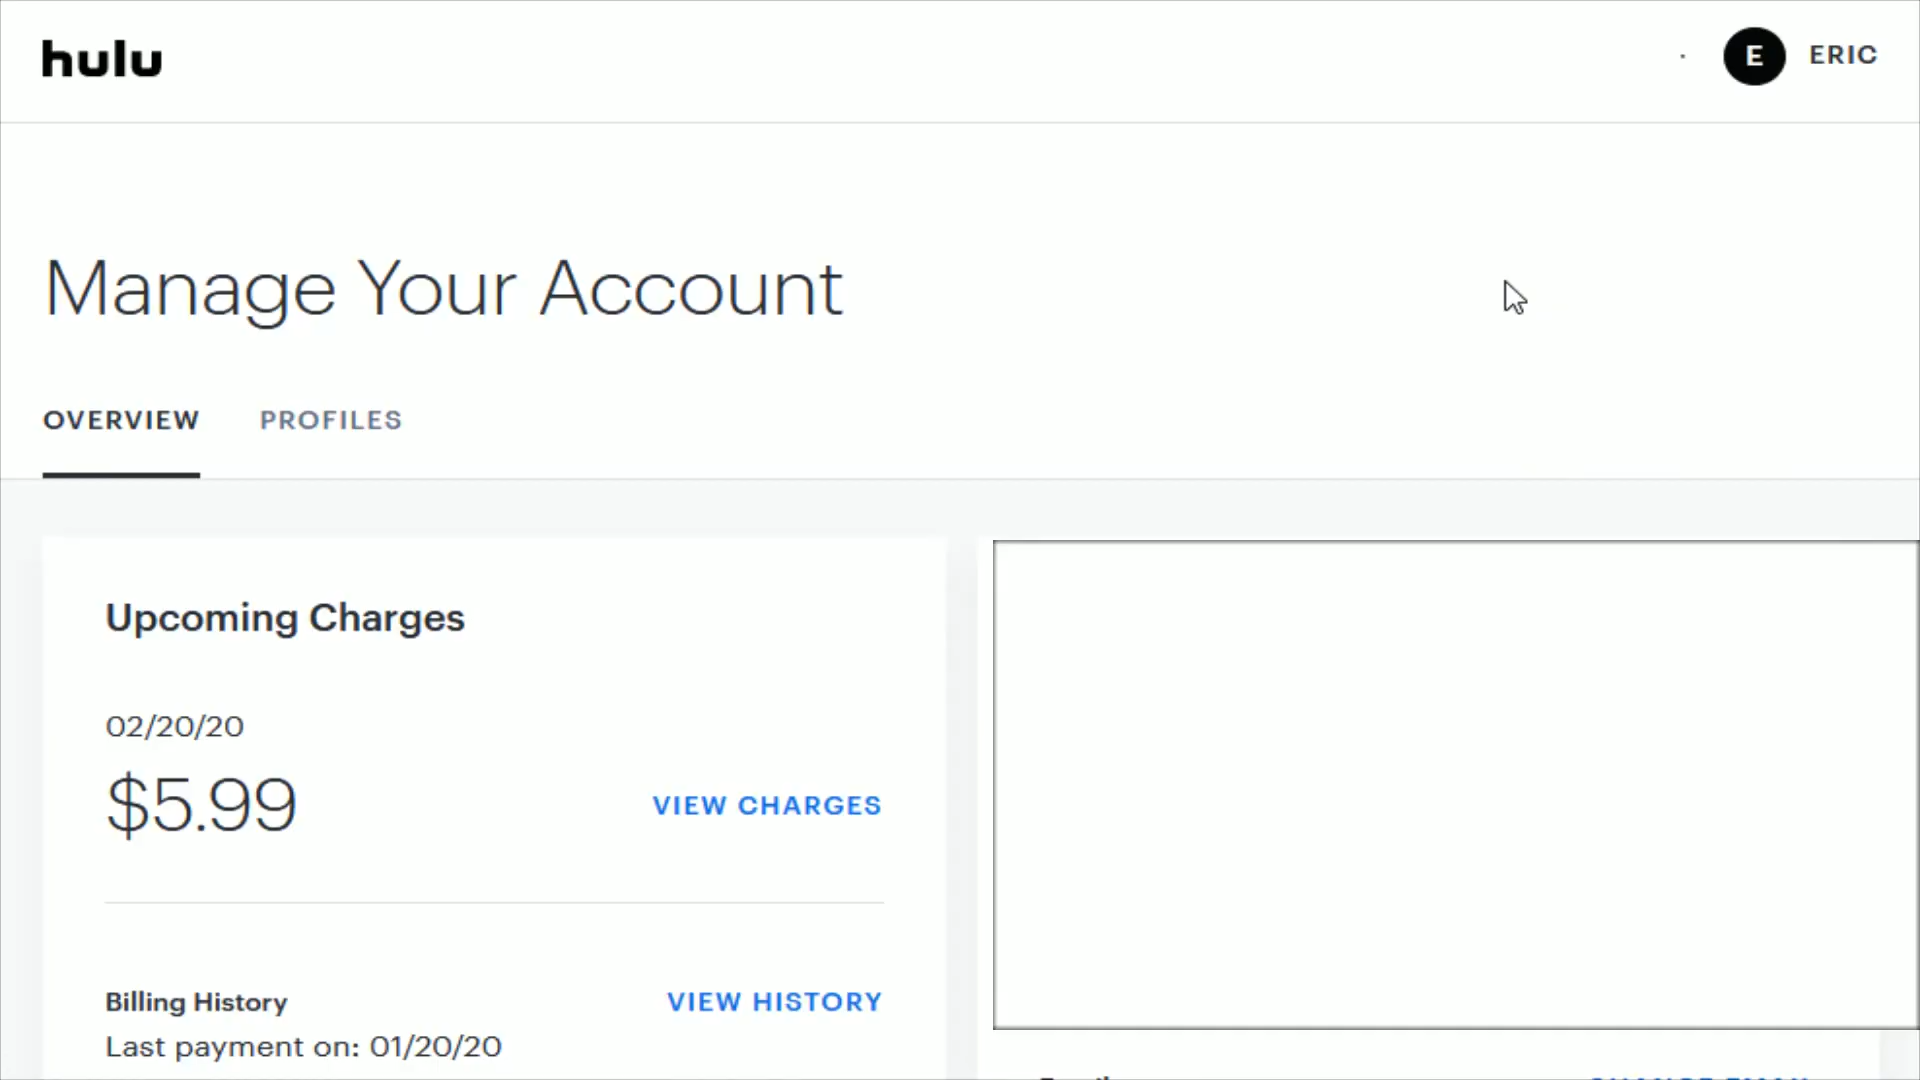 hulu
E ERIC
Manage Your Account
OVERVIEW PROFILES
Upcoming Charges
02/20/20
$5.99 VIEW CHARGES
Billing History VIEW HISTORY
Last payment on: 01/20/20